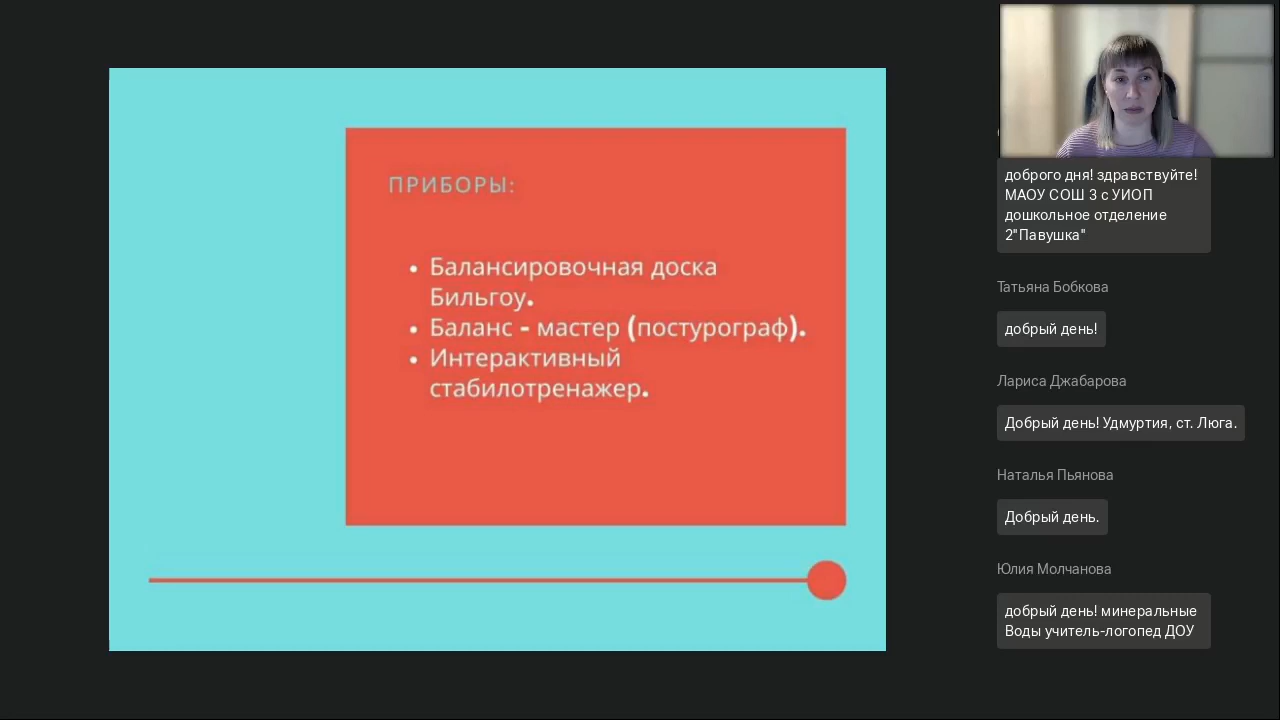 ПРИБОРЫ:
• Балансировочная доска
Бильгоу.
• Баланс - мастер (постурограф).
• Интерактивный
стабилотренажер.
доброго дня! здравствуйте!
МАОУ СОШ 3 с УИОП
дошкольное отделение
2"Павушка"
Татьяна Бобкова
добрый день!
Лариса Джабарова
Добрый день! Удмуртия, ст. Люга.
Наталья Пьянова
Добрый день.
Юлия Молчанова
добрый день! минеральные
Воды учитель-логопед ДОУ